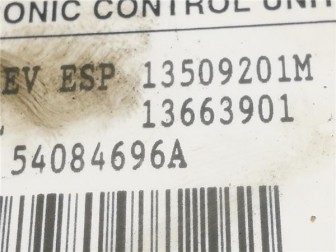 ONIC CONTROL UNI
EV ESP 13509201M
13663901
54084696A